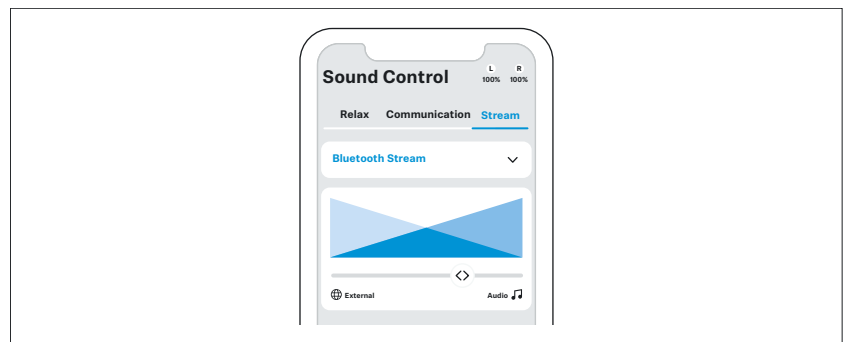 Sound Control
L R
100% 100%
Relax Communication Stream
Bluetooth Stream
External Audio